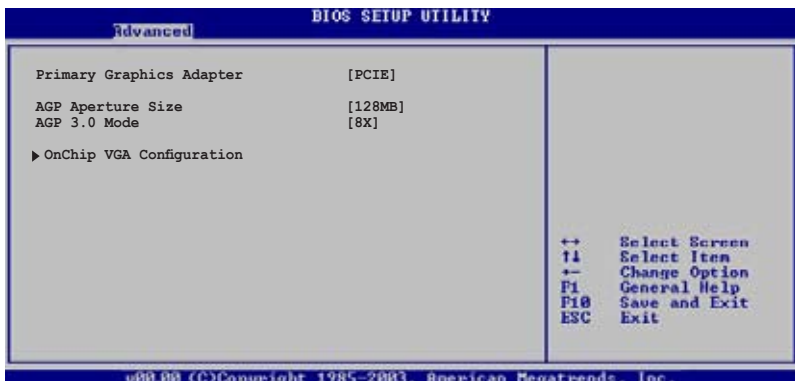 BIOS SETUP UTILITY
Advanced
Primary Graphics Adapter [PCIE]
AGP Aperture Size [128MB]
AGP 3.0 Mode [8X]
OnChip VGA Configuration
↔ Select Screen
↑↓ Select Item
+- Change Option
F1 General Help
F10 Save and Exit
ESC Exit
v00.00 (C)Copyright 1985-2003, American Megatrends, Inc.